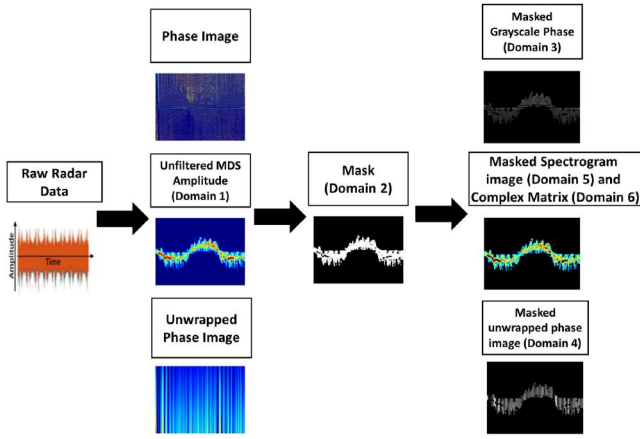 Phase Image
Masked
Grayscale Phase
(Domain 3)
Raw Radar
Data
Amplitude
Time
Unfiltered MDS
Amplitude
(Domain 1)
Mask
(Domain 2)
Masked Spectrogram
image (Domain 5) and
Complex Matrix (Domain 6)
Unwrapped
Phase Image
Masked
unwrapped phase
image (Domain 4)